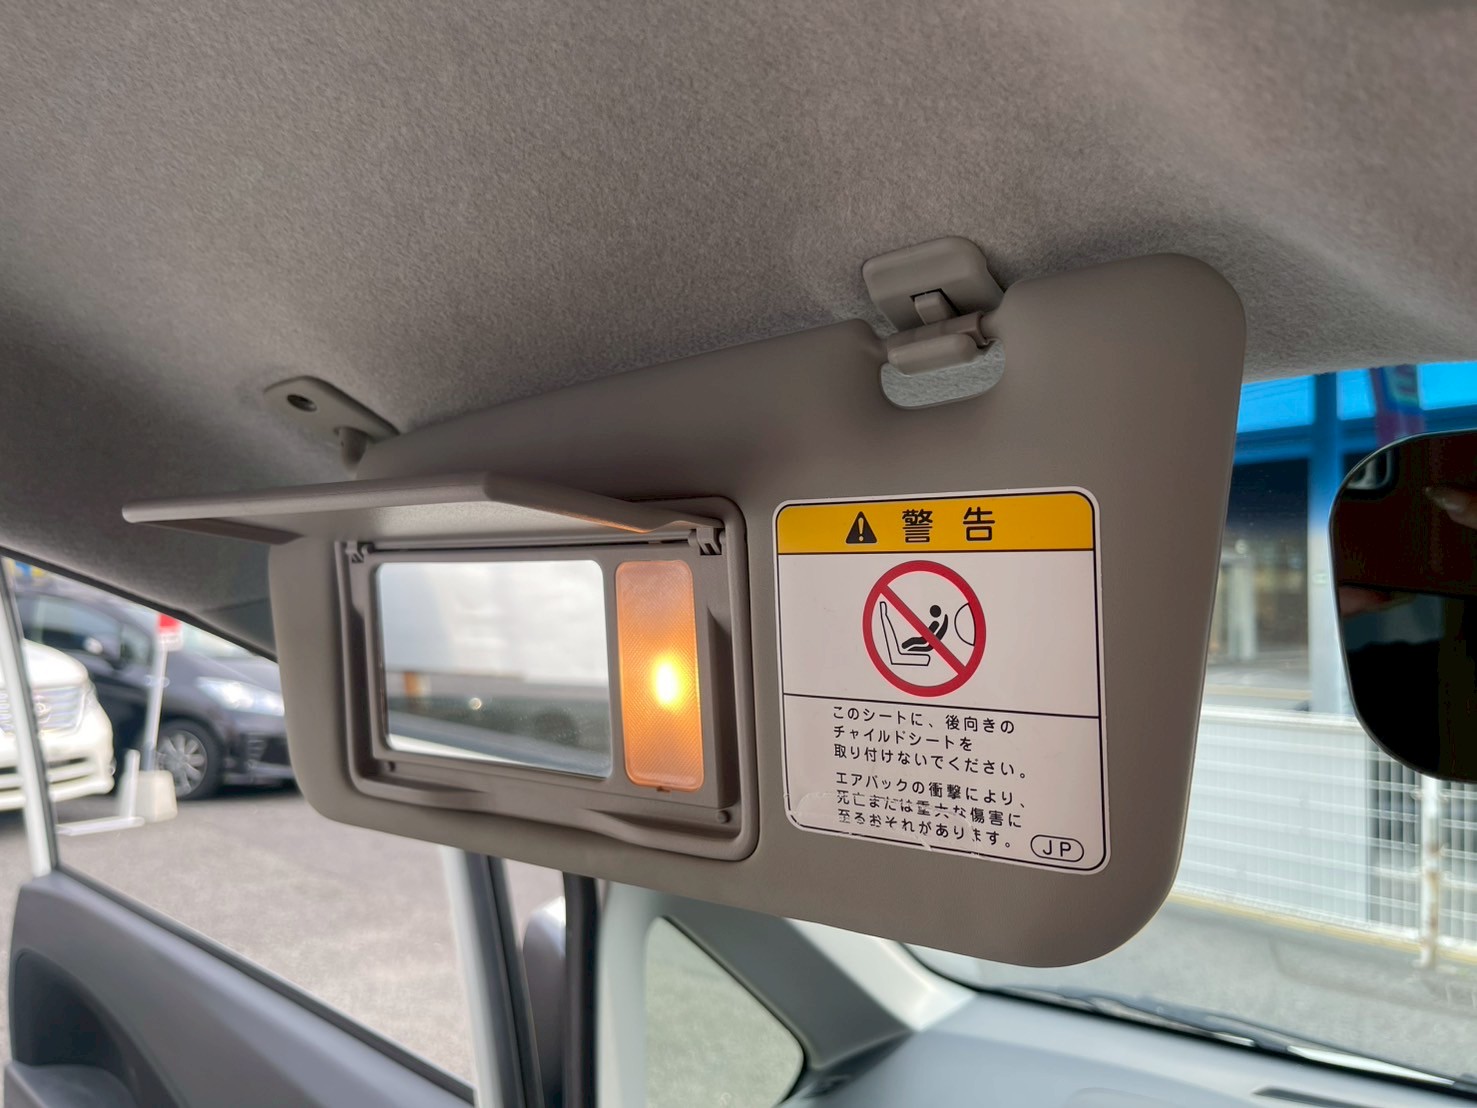 警告
このシートに、後向きの
チャイルドシートを
取り付けないでください。
エアバックの衝撃により、
死亡または重大な傷害に
至るおそれがあります。
JP